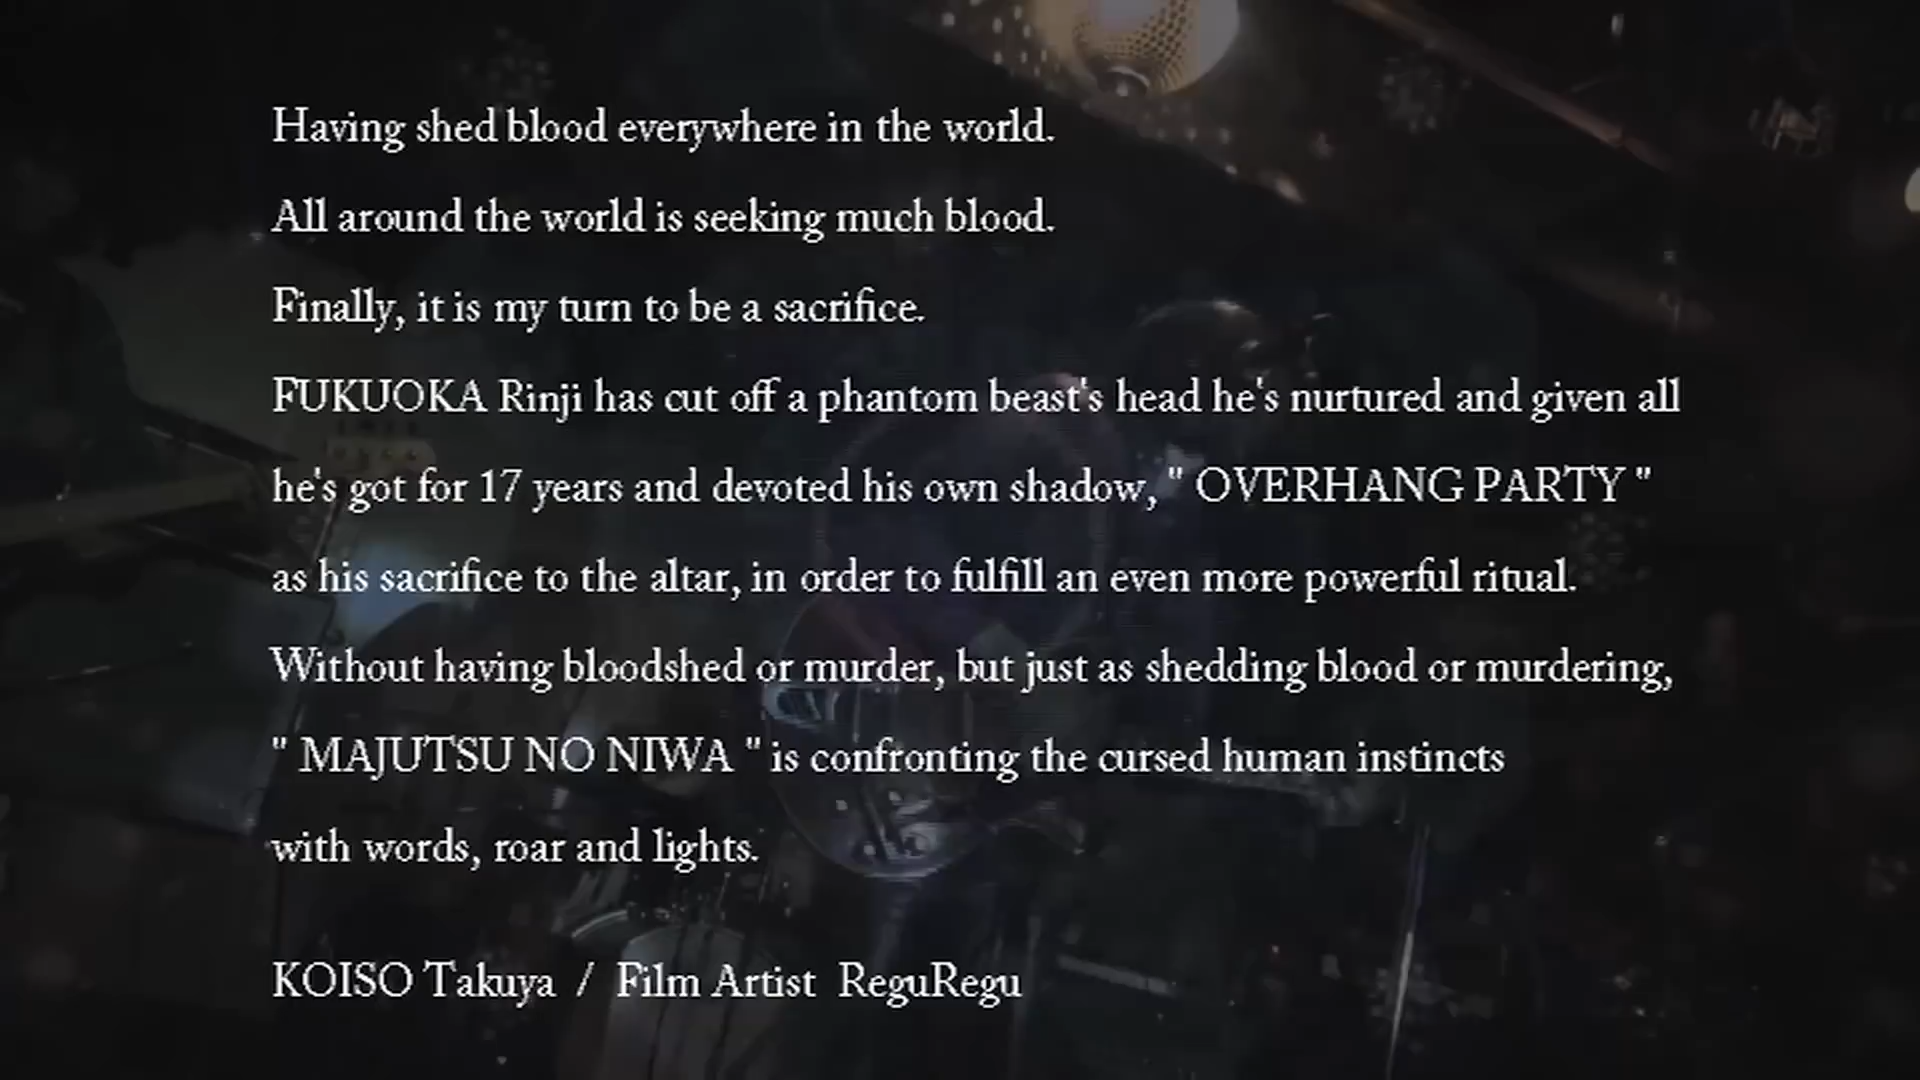 Having shed blood everywhere in the world.
All around the world is seeking much blood.
Finally, it is my turn to be a sacrifice.
FUKUOKA Rinji has cut off a phantom beast's head he's nurtured and given all
he's got for 17 years and devoted his own shadow, " OVERHANG PARTY "
as his sacrifice to the altar, in order to fulfill an even more powerful ritual.
Without having bloodshed or murder, but just as shedding blood or murdering,
" MAJUTSU NO NIWA " is confronting the cursed human instincts
with words, roar and lights.
KOISO Takuya / Film Artist ReguRegu